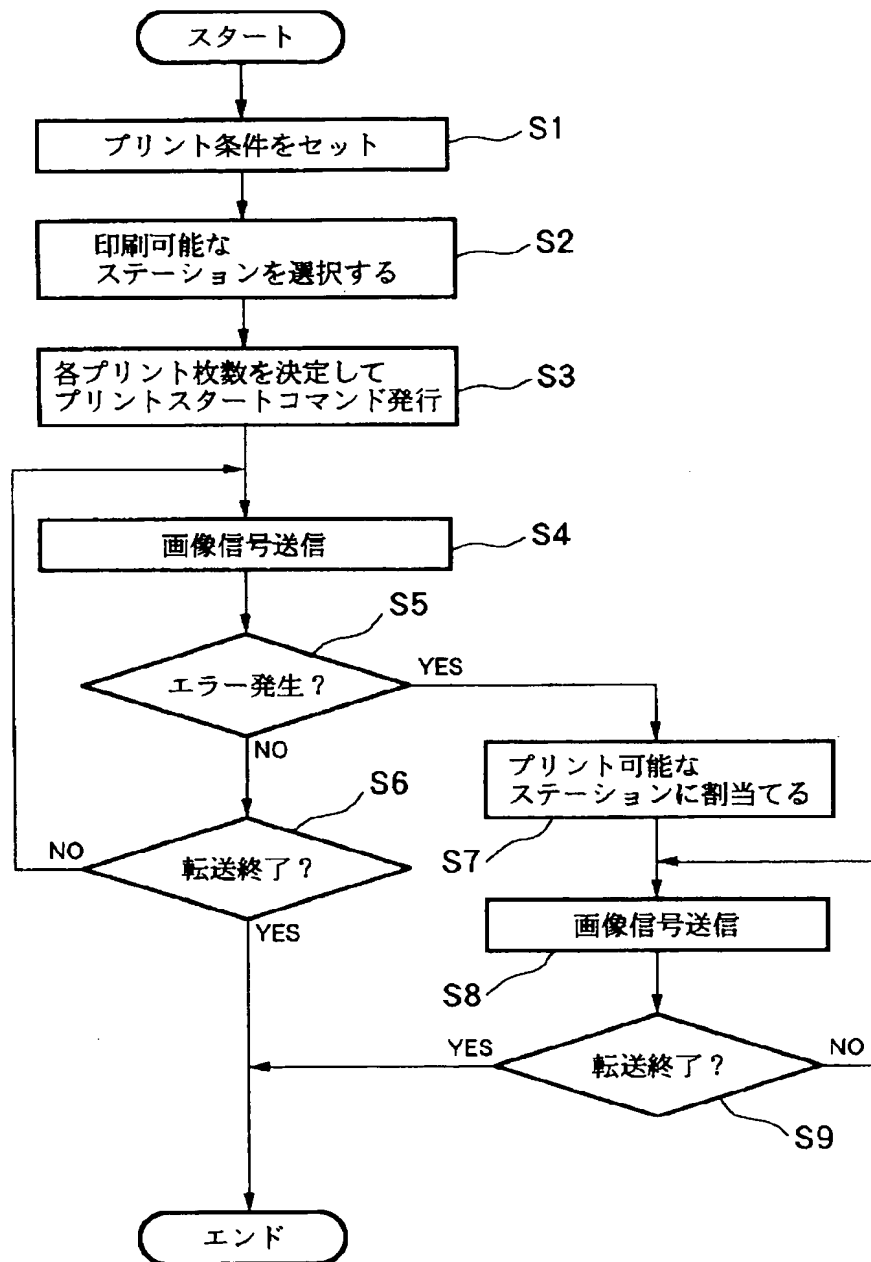 スタート
プリント条件をセット
S1
印刷可能な
ステーションを選択する
S2
各プリント枚数を決定して
プリントスタートコマンド発行
S3
画像信号送信
S4
エラー発生?
S5
YES
NO
転送終了?
S6
NO
YES
プリント可能な
ステーションに割当てる
S7
画像信号送信
S8
転送終了?
YES
NO
S9
エンド